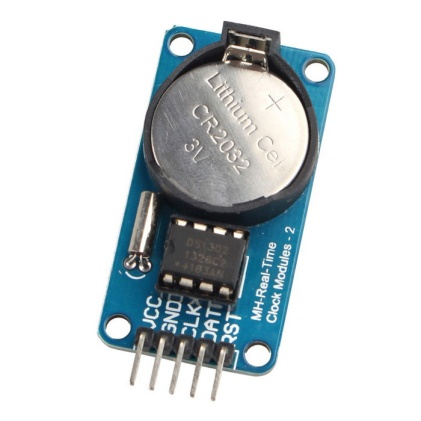 +
Lithium Cell
CR2032
3V
DS1302
MH-Real-Time
Clock Modules - 2
VCC
GND
CLK
DAT
RST